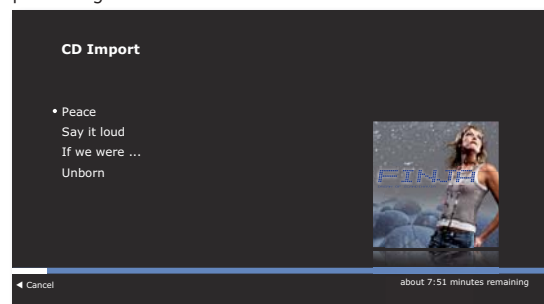 CD Import
• Peace
Say it loud
If we were ...
Unborn
FINJA
◀ Cancel
about 7:51 minutes remaining